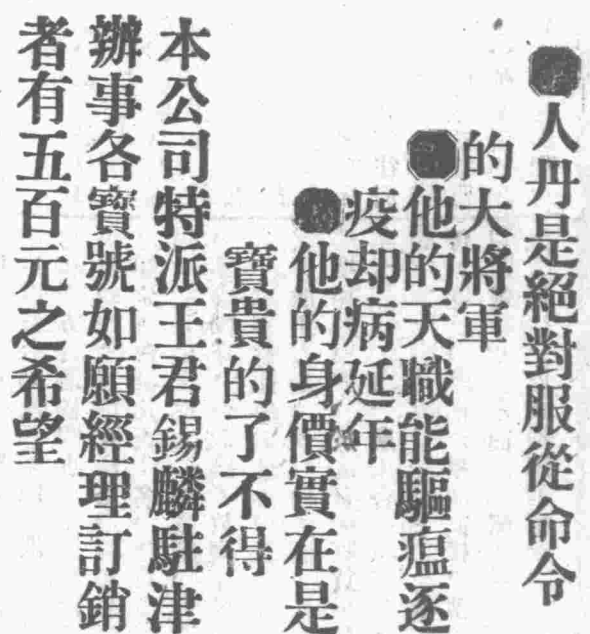 人丹是絕對服從命令
的大將軍
他的天職能驅瘟逐
疫却病延年
他的身價實在是
寶貴的了不得
本公司特派王君錫麟駐津
辦事各寶號如願經理訂銷
者有五百元之希望